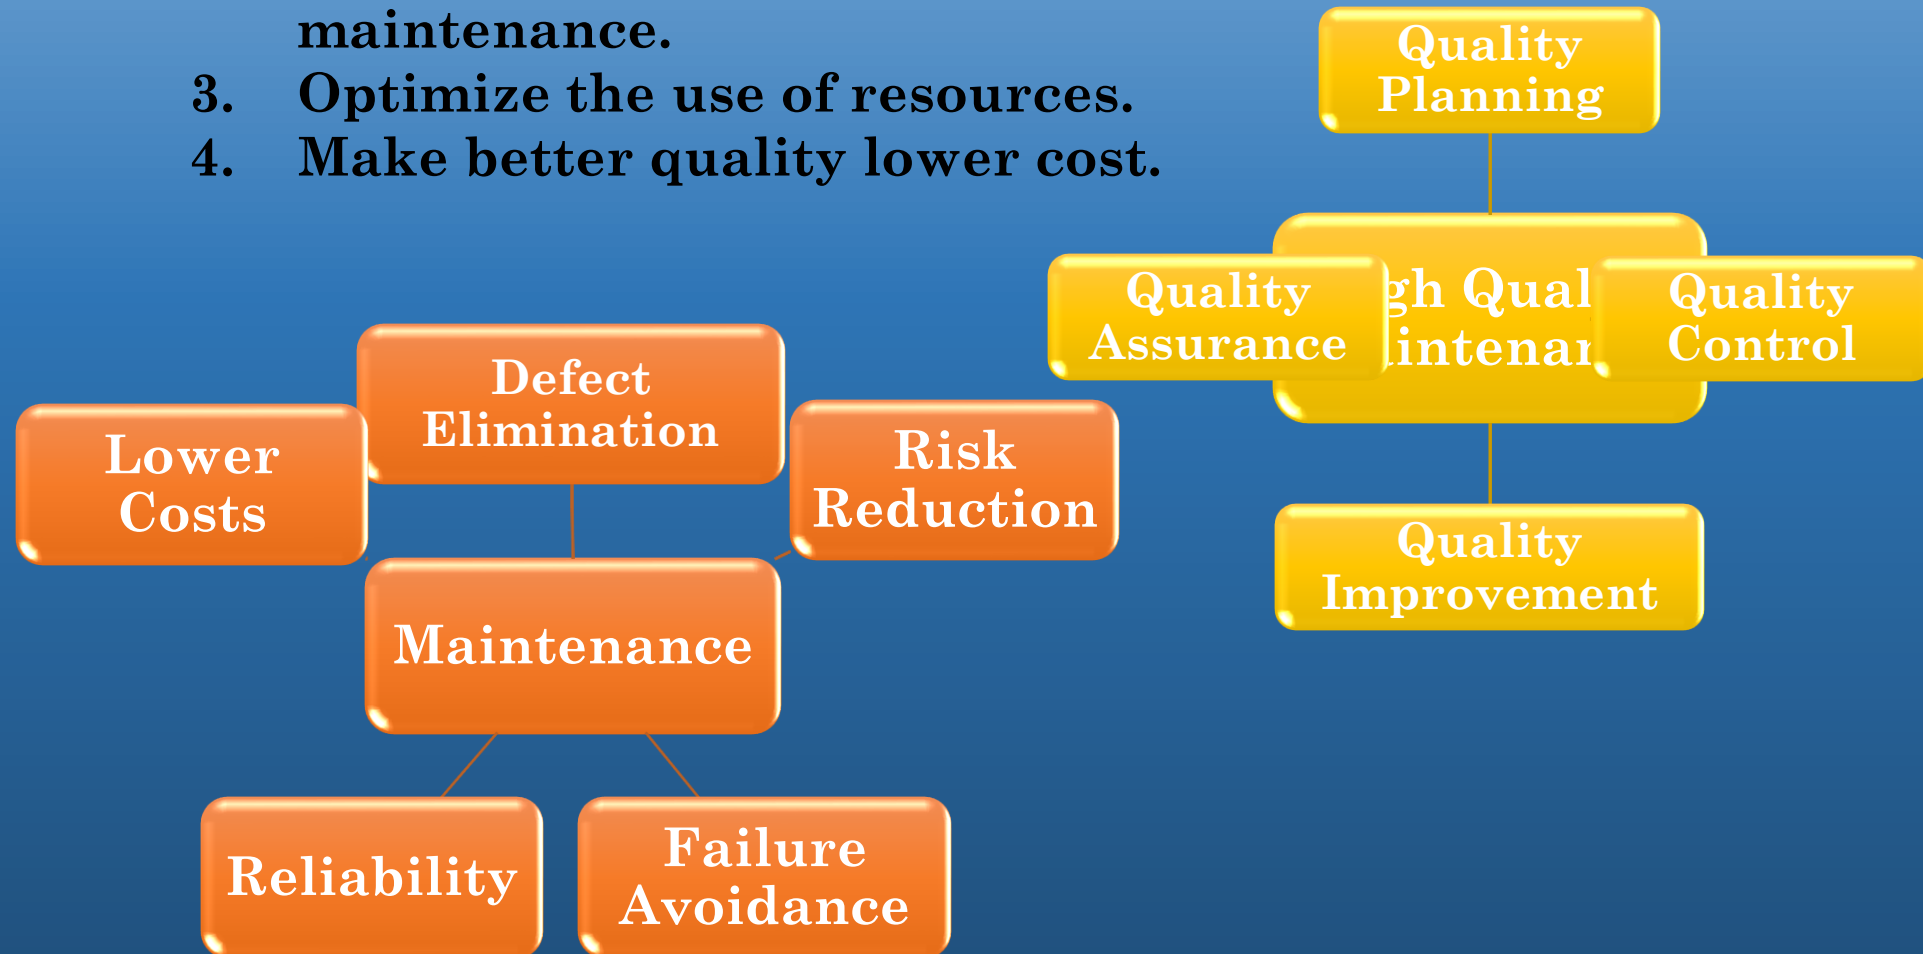 maintenance.
3. Optimize the use of resources.
4. Make better quality lower cost.
Defect
Elimination
Lower
Costs
Risk
Reduction
Maintenance
Reliability
Failure
Avoidance
Quality
Planning
Quality
Assurance
Quality
Control
Quality
Improvement